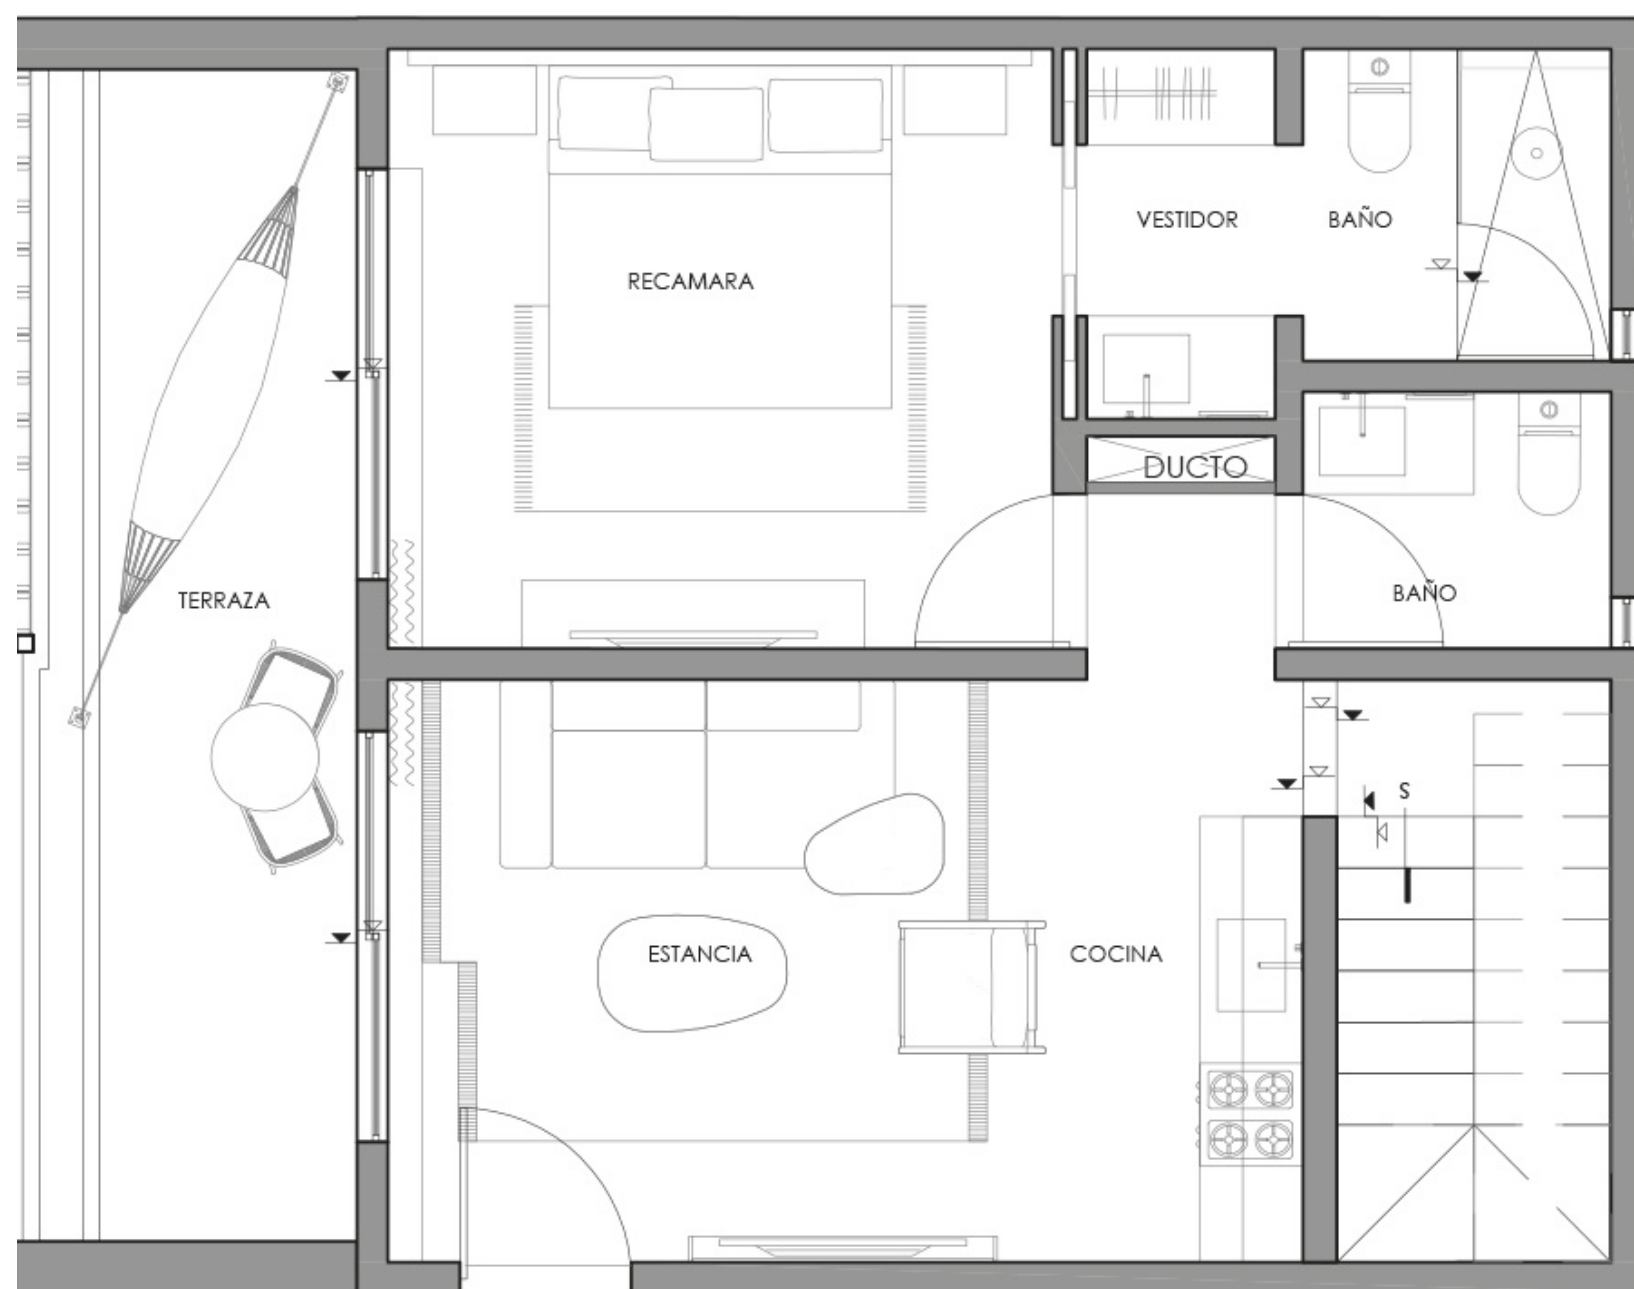 VESTIDOR
BAÑO
RECAMARA
DUCTO
TERRAZA
BAÑO
S
ESTANCIA
COCINA